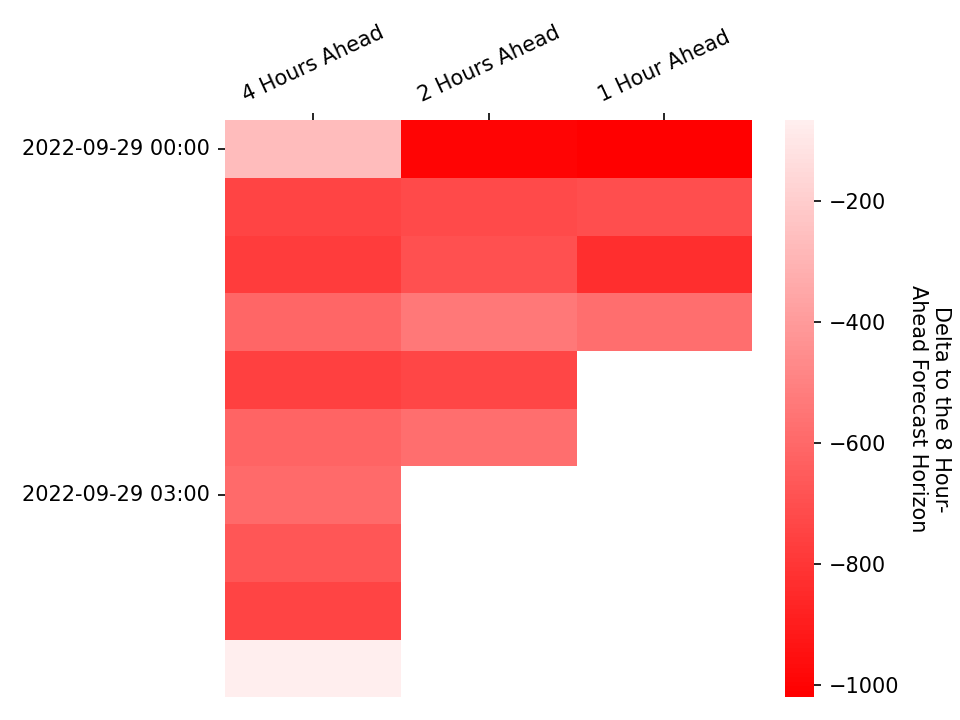 4 Hours Ahead
2 Hours Ahead
1 Hour Ahead
2022-09-29 00:00
2022-09-29 03:00
−200
−400
−600
−800
−1000
Delta to the 8 Hour-
Ahead Forecast Horizon